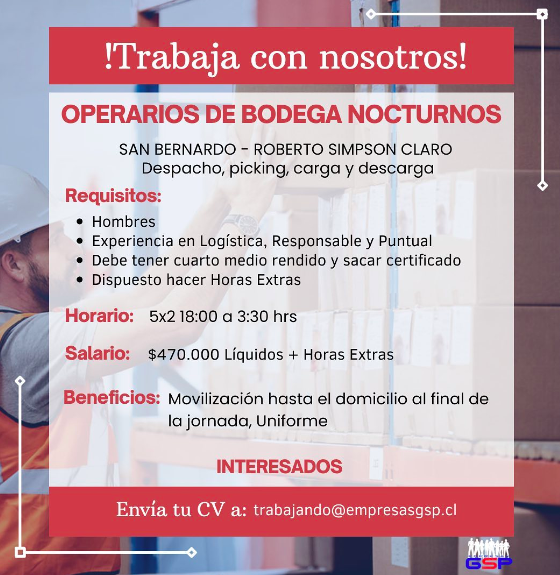 !Trabaja con nosotros!
OPERARIOS DE BODEGA NOCTURNOS
SAN BERNARDO - ROBERTO SIMPSON CLARO
Despacho, picking, carga y descarga
Requisitos:
• Hombres
• Experiencia en Logística, Responsable y Puntual
• Debe tener cuarto medio rendido y sacar certificado
• Dispuesto hacer Horas Extras
Horario: 5x2 18:00 a 3:30 hrs
Salario: $470.000 Líquidos + Horas Extras
Beneficios: Movilización hasta el domicilio al final de
la jornada, Uniforme
INTERESADOS
Envía tu CV a: trabajando@empresasgsp.cl
GSP